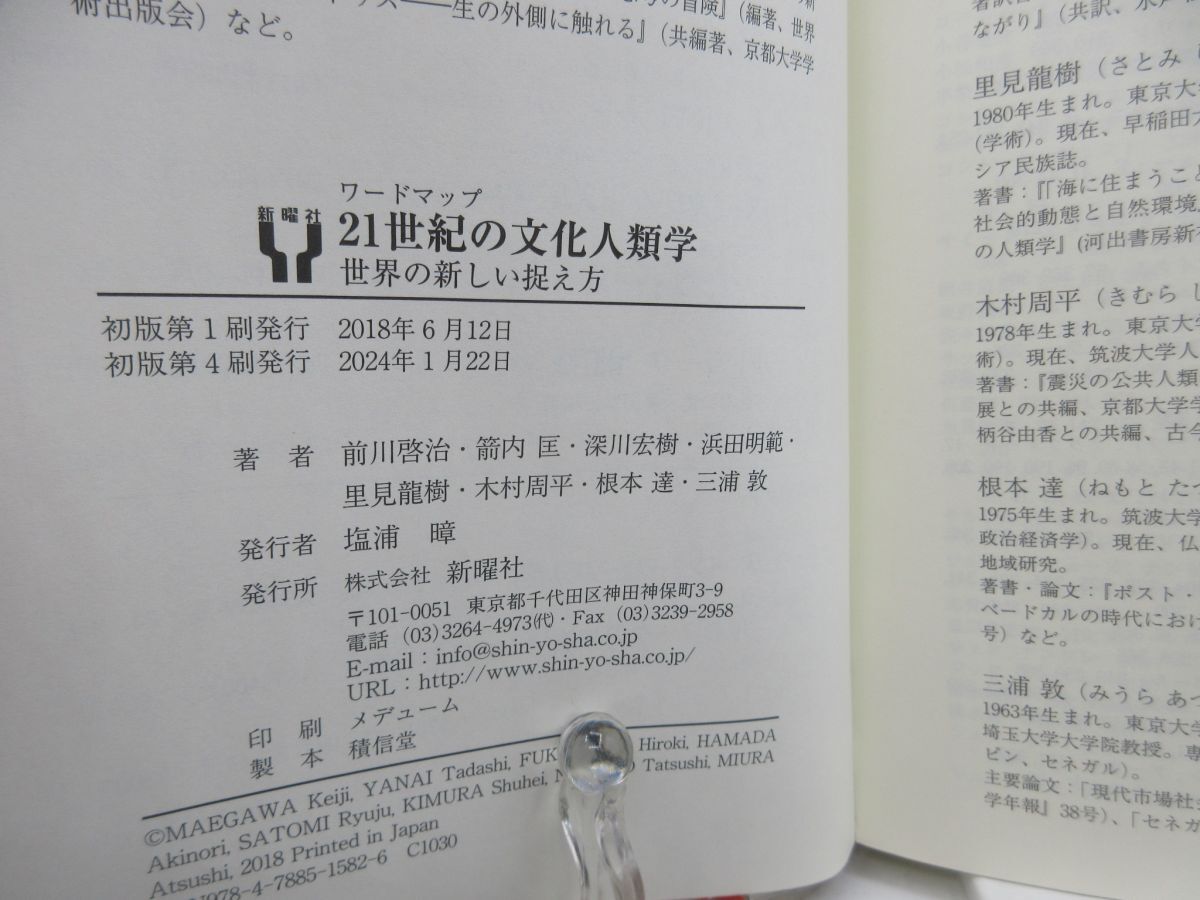 の冒険』（編著、世界
──生の外側に触れる』（共編著、京都大学学
術出版会）など。
ワードマップ
新曜社
21世紀の文化人類学
世界の新しい捉え方
初版第1刷発行 2018年6月12日
初版第4刷発行 2024年1月22日
著 者 前川啓治・箭内 匡・深川宏樹・浜田明範・
里見龍樹・木村周平・根本 達・三浦 敦
発行者 塩浦 暲
発行所 株式会社 新曜社
〒101-0051 東京都千代田区神田神保町3-9
電話 (03)3264-4973㈹・Fax (03)3239-2958
E-mail：info@shin-yo-sha.co.jp
URL：http://www.shin-yo-sha.co.jp/
印 刷 メデューム
製 本 積信堂
©MAEGAWA Keiji, YANAI Tadashi, FUK Hiroki, HAMADA
Akinori, SATOMI Ryuju, KIMURA Shuhei, Tatsushi, MIURA
Atsushi, 2018 Printed in Japan
978-4-7885-1582-6 C1030
ながり』（共訳、
里見龍樹（さとみ
1980年生まれ。東京大
（学術）。現在、早稲田
シア民族誌。
著書：『「海に住まうこと
社会的動態と自然環境
の人類学』（河出書房新
木村周平（きむら し
1978年生まれ。東京大
術）。現在、筑波大学人
著書：『震災の公共人類
展との共編、京都大学学
柄谷由香との共編、古今
根本 達（ねもと たつ
1975年生まれ。筑波大学
政治経済学）。現在、
地域研究。
著書・論文：『ポスト・
ベードカルの時代におけ
号）など。
三浦 敦（みうら あつ
1963年生まれ。東京大学
埼玉大学大学院教授。専
ピン、セネガル）。
主要論文：「現代市場社
学年報』38号）、「セネガ